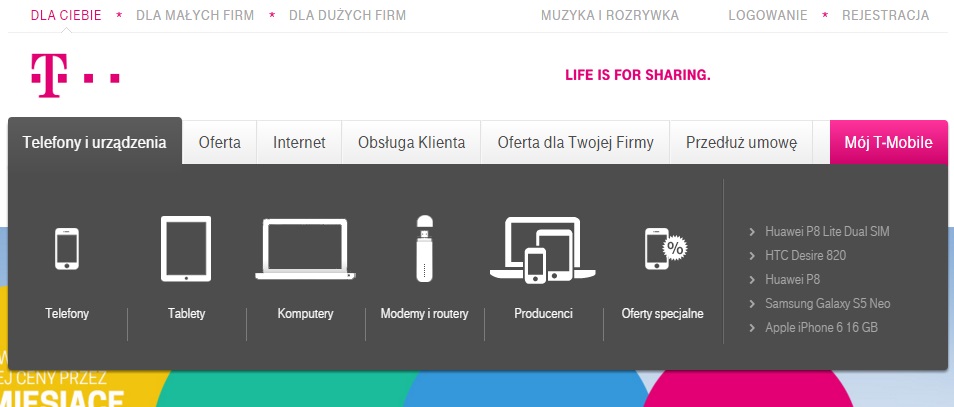 DLA CIEBIE * DLA MAŁYCH FIRM * DLA DUŻYCH FIRM MUZYKA I ROZRYWKA LOGOWANIE * REJESTRACJA
T
LIFE IS FOR SHARING.
Telefony i urządzenia Oferta Internet Obsługa Klienta Oferta dla Twojej Firmy Przedłuż umowę Mój T-Mobile
%
Telefony Tablety Komputery Modemy i routery Producenci Oferty specjalne
Huawei P8 Lite Dual SIM
HTC Desire 820
Huawei P8
Samsung Galaxy S5 Neo
Apple iPhone 6 16 GB
EJ CENY PRZEZ
MIESIĄCE